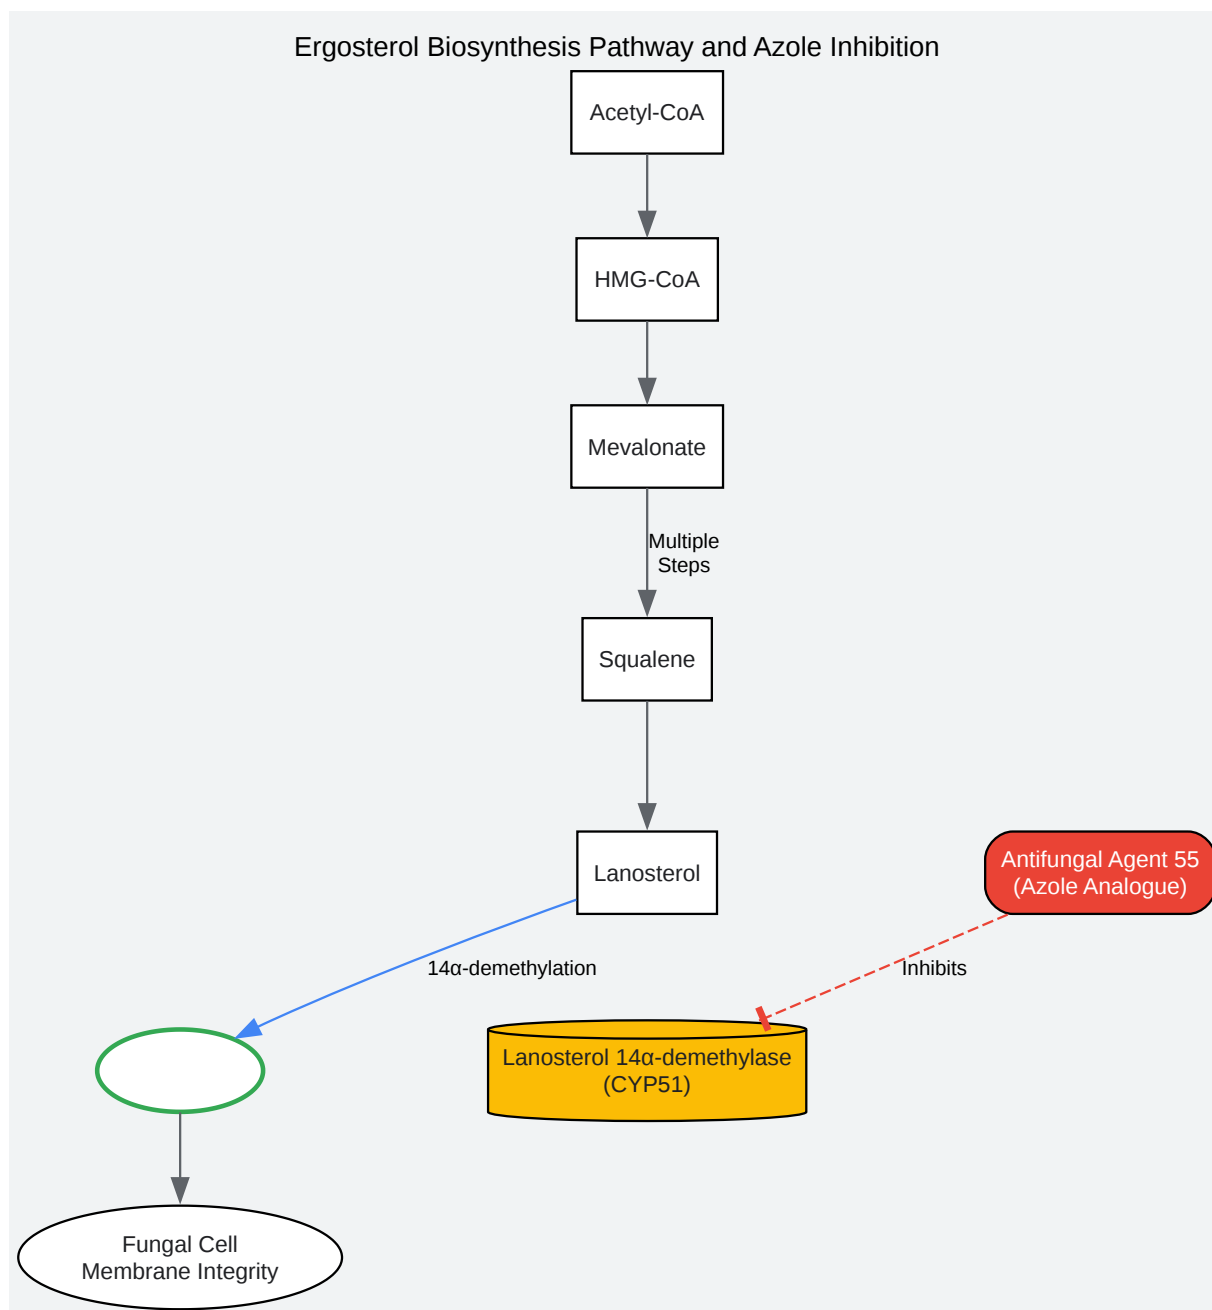 Ergosterol Biosynthesis Pathway and Azole Inhibition
Acetyl-CoA
HMG-CoA
Mevalonate
Multiple
Steps
Squalene
Lanosterol
Antifungal Agent 55
(Azole Analogue)
14α-demethylation
Inhibits
Lanosterol 14α-demethylase
(CYP51)
Fungal Cell
Membrane Integrity